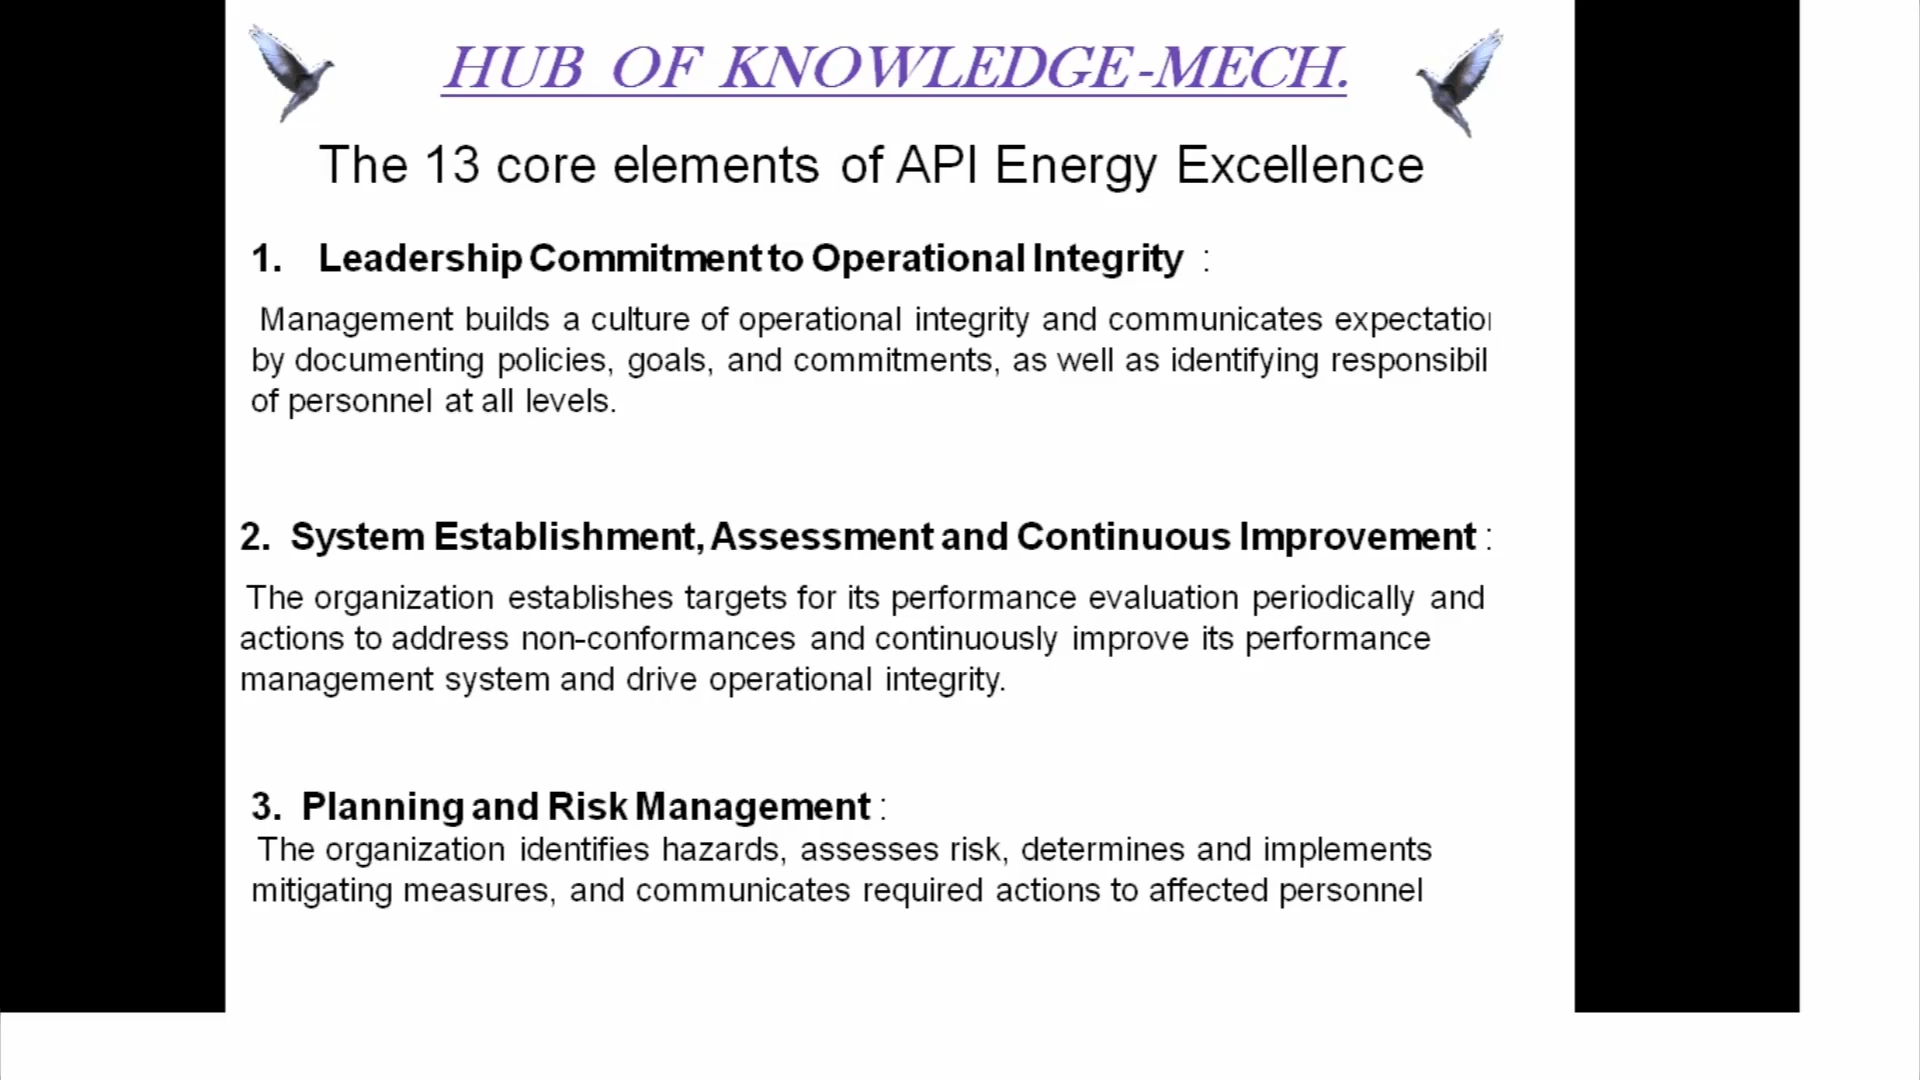 HUB OF KNOWLEDGE-MECH.
The 13 core elements of API Energy Excellence
1. Leadership Commitment to Operational Integrity :
Management builds a culture of operational integrity and communicates
by documenting policies, goals, and commitments, as well as identifying
of personnel at all levels.
2. System Establishment, Assessment and Continuous Improvement :
The organization establishes targets for its performance evaluation periodically and
actions to address non-conformances and continuously improve its performance
management system and drive operational integrity.
3. Planning and Risk Management :
The organization identifies hazards, assesses risk, determines and implements
mitigating measures, and communicates required actions to affected personnel